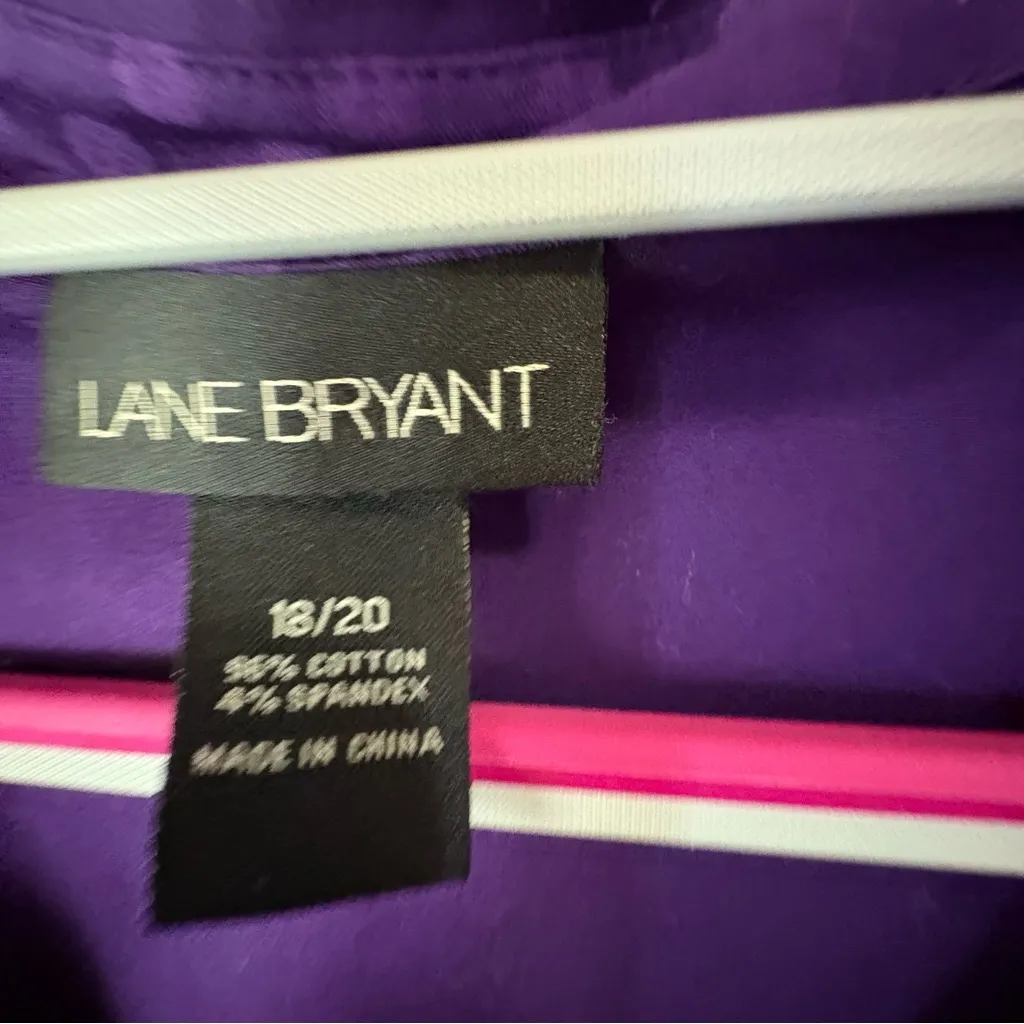 LANE BRYANT
18/20
96% COTTON
4% SPANDEX
MADE IN CHINA